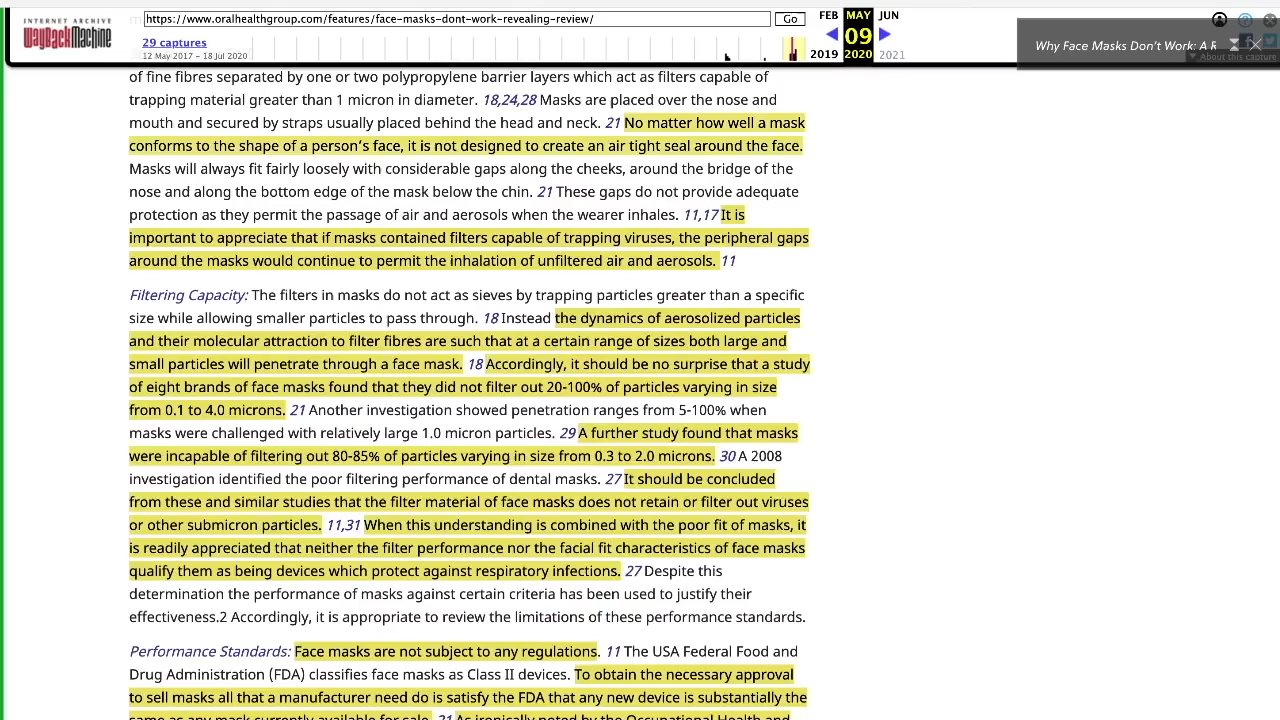 INTERNET ARCHIVE
WayBackMachine
https://www.oralhealthgroup.com/features/face-masks-dont-work-revealing-review/
Go
FEB MAY JUN
09
2019 2020 2021
29 captures
12 May 2017 – 18 Jul 2020
Why Face Masks Don't Work: A R
About this capture
of fine fibres separated by one or two polypropylene barrier layers which act as filters capable of
trapping material greater than 1 micron in diameter. 18,24,28 Masks are placed over the nose and
mouth and secured by straps usually placed behind the head and neck. 21 No matter how well a mask
conforms to the shape of a person's face, it is not designed to create an air tight seal around the face.
Masks will always fit fairly loosely with considerable gaps along the cheeks, around the bridge of the
nose and along the bottom edge of the mask below the chin. 21 These gaps do not provide adequate
protection as they permit the passage of air and aerosols when the wearer inhales. 11,17 It is
important to appreciate that if masks contained filters capable of trapping viruses, the peripheral gaps
around the masks would continue to permit the inhalation of unfiltered air and aerosols. 11
Filtering Capacity: The filters in masks do not act as sieves by trapping particles greater than a specific
size while allowing smaller particles to pass through. 18 Instead the dynamics of aerosolized particles
and their molecular attraction to filter fibres are such that at a certain range of sizes both large and
small particles will penetrate through a face mask. 18 Accordingly, it should be no surprise that a study
of eight brands of face masks found that they did not filter out 20-100% of particles varying in size
from 0.1 to 4.0 microns. 21 Another investigation showed penetration ranges from 5-100% when
masks were challenged with relatively large 1.0 micron particles. 29 A further study found that masks
were incapable of filtering out 80-85% of particles varying in size from 0.3 to 2.0 microns. 30 A 2008
investigation identified the poor filtering performance of dental masks. 27 It should be concluded
from these and similar studies that the filter material of face masks does not retain or filter out viruses
or other submicron particles. 11,31 When this understanding is combined with the poor fit of masks, it
is readily appreciated that neither the filter performance nor the facial fit characteristics of face masks
qualify them as being devices which protect against respiratory infections. 27 Despite this
determination the performance of masks against certain criteria has been used to justify their
effectiveness.2 Accordingly, it is appropriate to review the limitations of these performance standards.
Performance Standards: Face masks are not subject to any regulations. 11 The USA Federal Food and
Drug Administration (FDA) classifies face masks as Class II devices. To obtain the necessary approval
to sell masks all that a manufacturer need do is satisfy the FDA that any new device is substantially the
same as any mask currently available for sale. 21 As ironically noted by the Occupational Health and